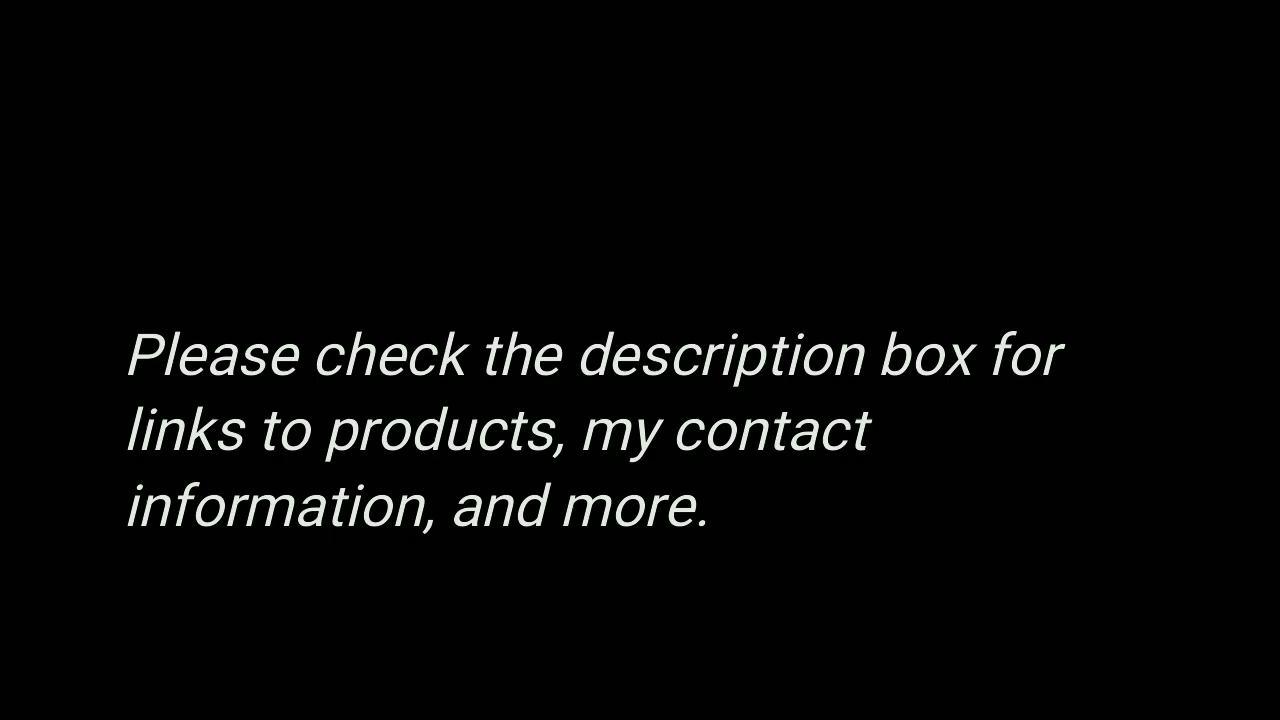 Please check the description box for
links to products, my contact
information, and more.